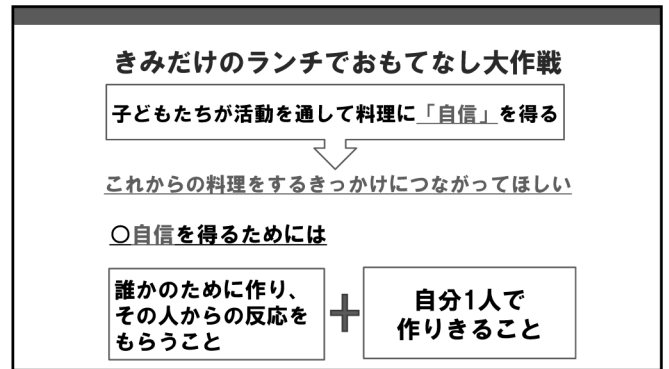 きみだけのランチでおもてなし大作戦
子どもたちが活動を通して料理に「自信」を得る
これからの料理をするきっかけにつながってほしい
〇自信を得るためには
誰かのために作り、
その人からの反応を
もらうこと
+
自分1人で
作りきること